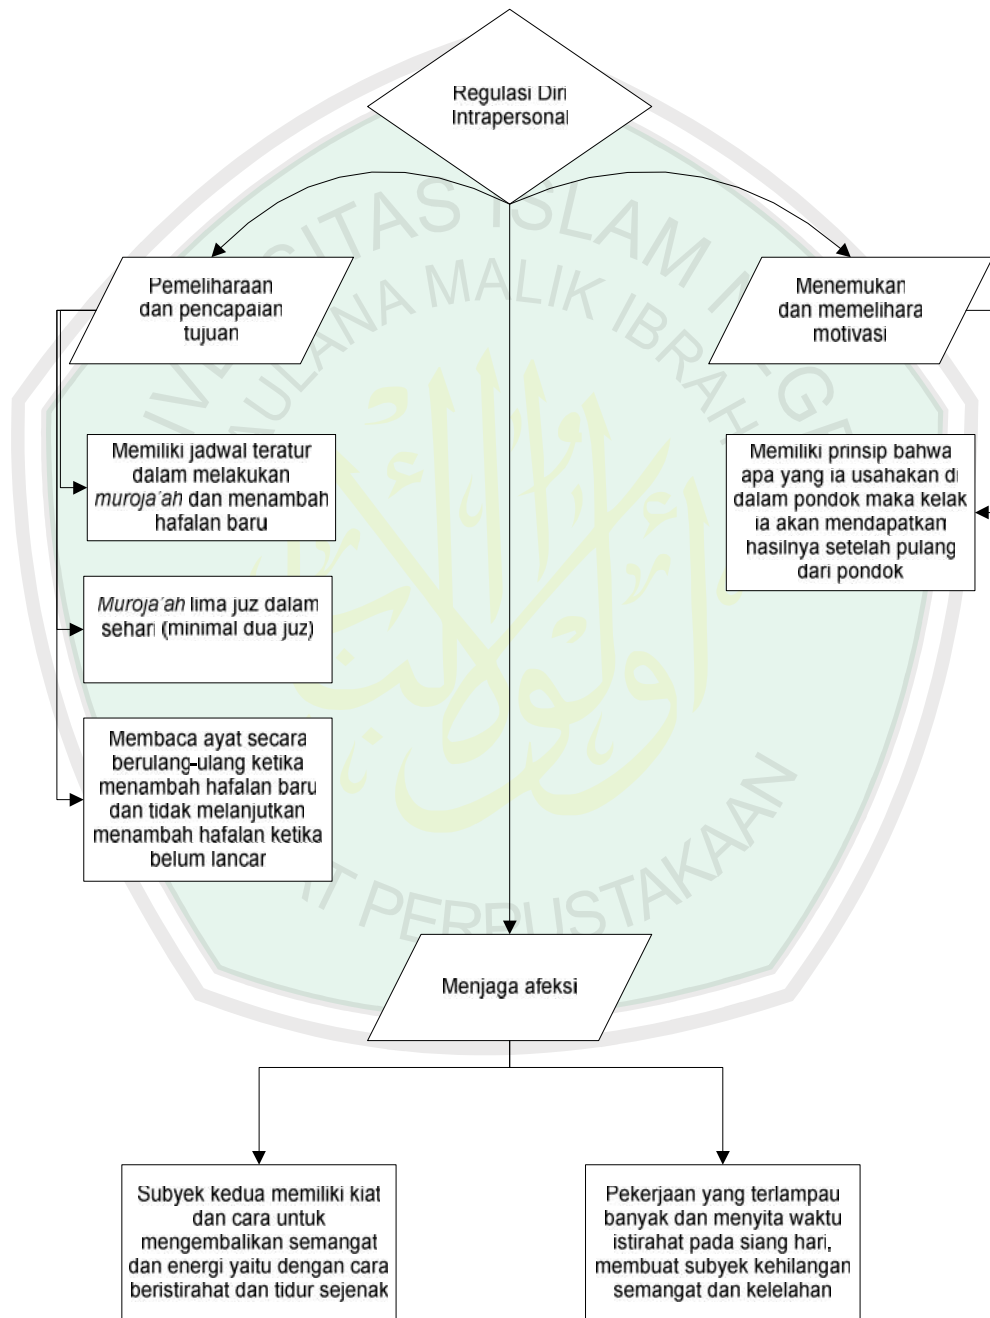 Regulasi Diri
Intrapersonal
Pemeliharaan
dan pencapaian
tujuan
Menemukan
dan memelihara
motivasi
Memiliki jadwal teratur
dalam melakukan
muroja'ah dan menambah
hafalan baru
Memiliki prinsip bahwa
apa yang ia usahakan di
dalam pondok maka kelak
ia akan mendapatkan
hasilnya setelah pulang
dari pondok
Muroja'ah lima juz dalam
sehari (minimal dua juz)
Membaca ayat secara
berulang-ulang ketika
menambah hafalan baru
dan tidak melanjutkan
menambah hafalan ketika
belum lancar
Menjaga afeksi
Subyek kedua memiliki kiat
dan cara untuk
mengembalikan semangat
dan energi yaitu dengan cara
beristirahat dan tidur sejenak
Pekerjaan yang terlampau
banyak dan menyita waktu
istirahat pada siang hari,
membuat subyek kehilangan
semangat dan kelelahan